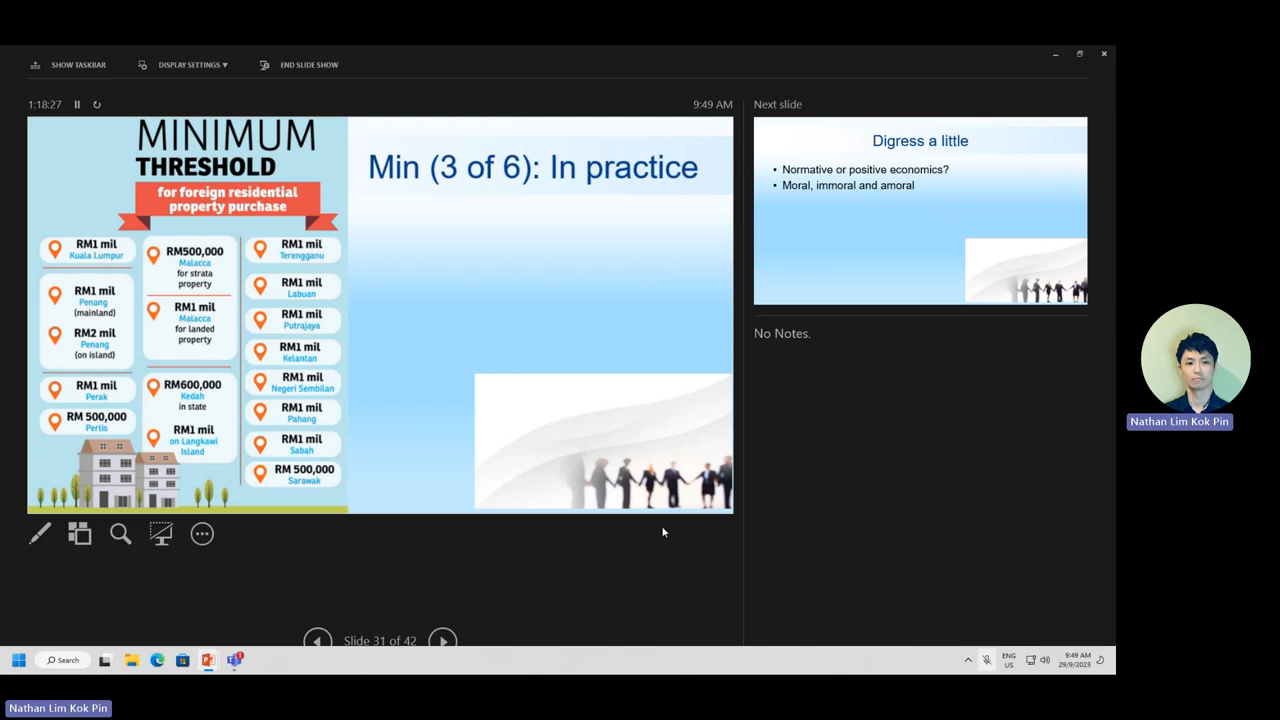 SHOW TASKBAR
DISPLAY SETTINGS ▼
END SLIDE SHOW
1:18:27
9:49 AM
MINIMUM
THRESHOLD
for foreign residential
property purchase
RM1 mil
Kuala Lumpur
RM1 mil
Penang
(mainland)
RM2 mil
Penang
(on island)
RM1 mil
Perak
RM 500,000
Perlis
RM500,000
Malacca
for strata
property
RM1 mil
Malacca
for landed
property
RM600,000
Kedah
in state
RM1 mil
on Langkawi
Island
RM1 mil
Terengganu
RM1 mil
Labuan
RM1 mil
Putrajaya
RM1 mil
Kelantan
RM1 mil
Negeri Sembilan
RM1 mil
Pahang
RM1 mil
Sabah
RM 500,000
Sarawak
Min (3 of 6): In practice
Next slide
Digress a little
• Normative or positive economics?
• Moral, immoral and amoral
No Notes.
Slide 31 of 42
Nathan Lim Kok Pin
Search
1
ENG
US
9:49 AM
29/9/2023
Nathan Lim Kok Pin